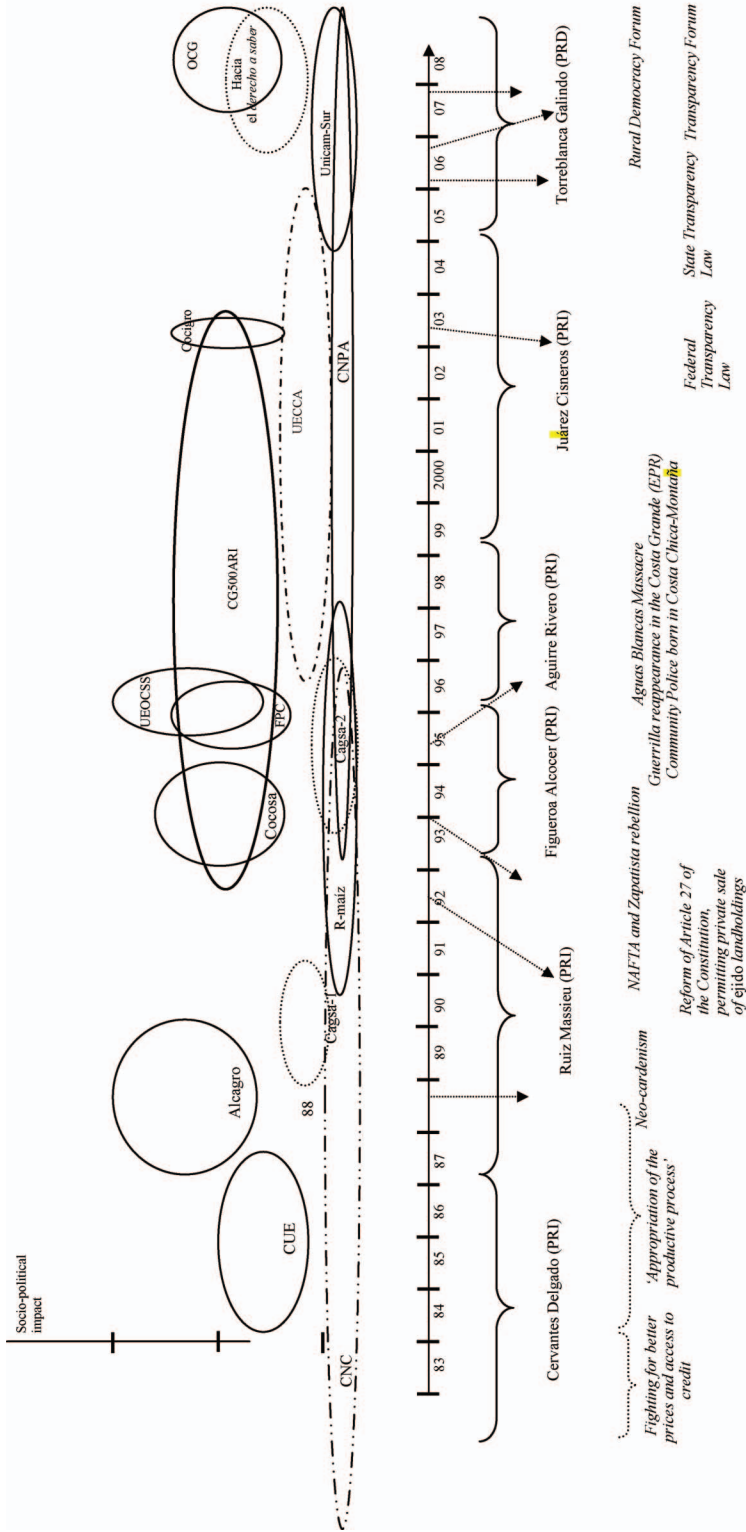 Socio-political
impact
OCG
Hacia
el derecho a saber
Unicam-Sur
Cocigro
UECCA
CNPA
CG500ARI
UEOCSS
FPC
Cagsa-2
Cocosa
R-maiz
Cagsa-1
Alcagro
88
CUE
CNC
83
84
85
86
87
89
90
91
92
93
94
95
96
97
98
99
2000
01
02
03
04
05
06
07
08
Cervantes Delgado (PRI)
Ruiz Massieu (PRI)
Figueroa Alcocer (PRI)
Aguirre Rivero (PRI)
Juárez Cisneros (PRI)
Torreblanca Galindo (PRD)
Fighting for better
prices and access to
credit
'Appropriation of the
productive process'
Neo-cardenism
NAFTA and Zapatista rebellion
Reform of Article 27 of
the Constitution,
permitting private sale
of ejido landholdings
Aguas Blancas Massacre
Guerrilla reappearance in the Costa Grande (EPR)
Community Police born in Costa Chica-Montaña
Federal
Transparency
Law
State Transparency
Law
Rural Democracy Forum
Transparency Forum